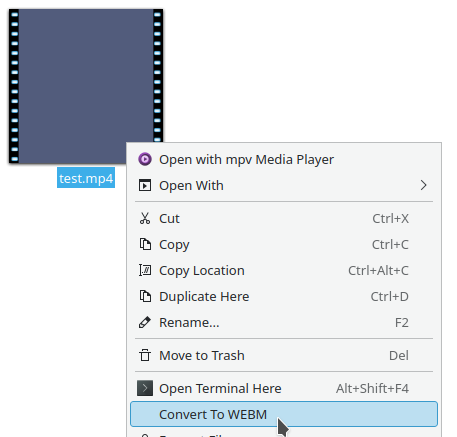 test.mp4
Open with mpv Media Player
Open With
Cut Ctrl+X
Copy Ctrl+C
Copy Location Ctrl+Alt+C
Duplicate Here Ctrl+D
Rename... F2
Move to Trash Del
Open Terminal Here Alt+Shift+F4
Convert To WEBM